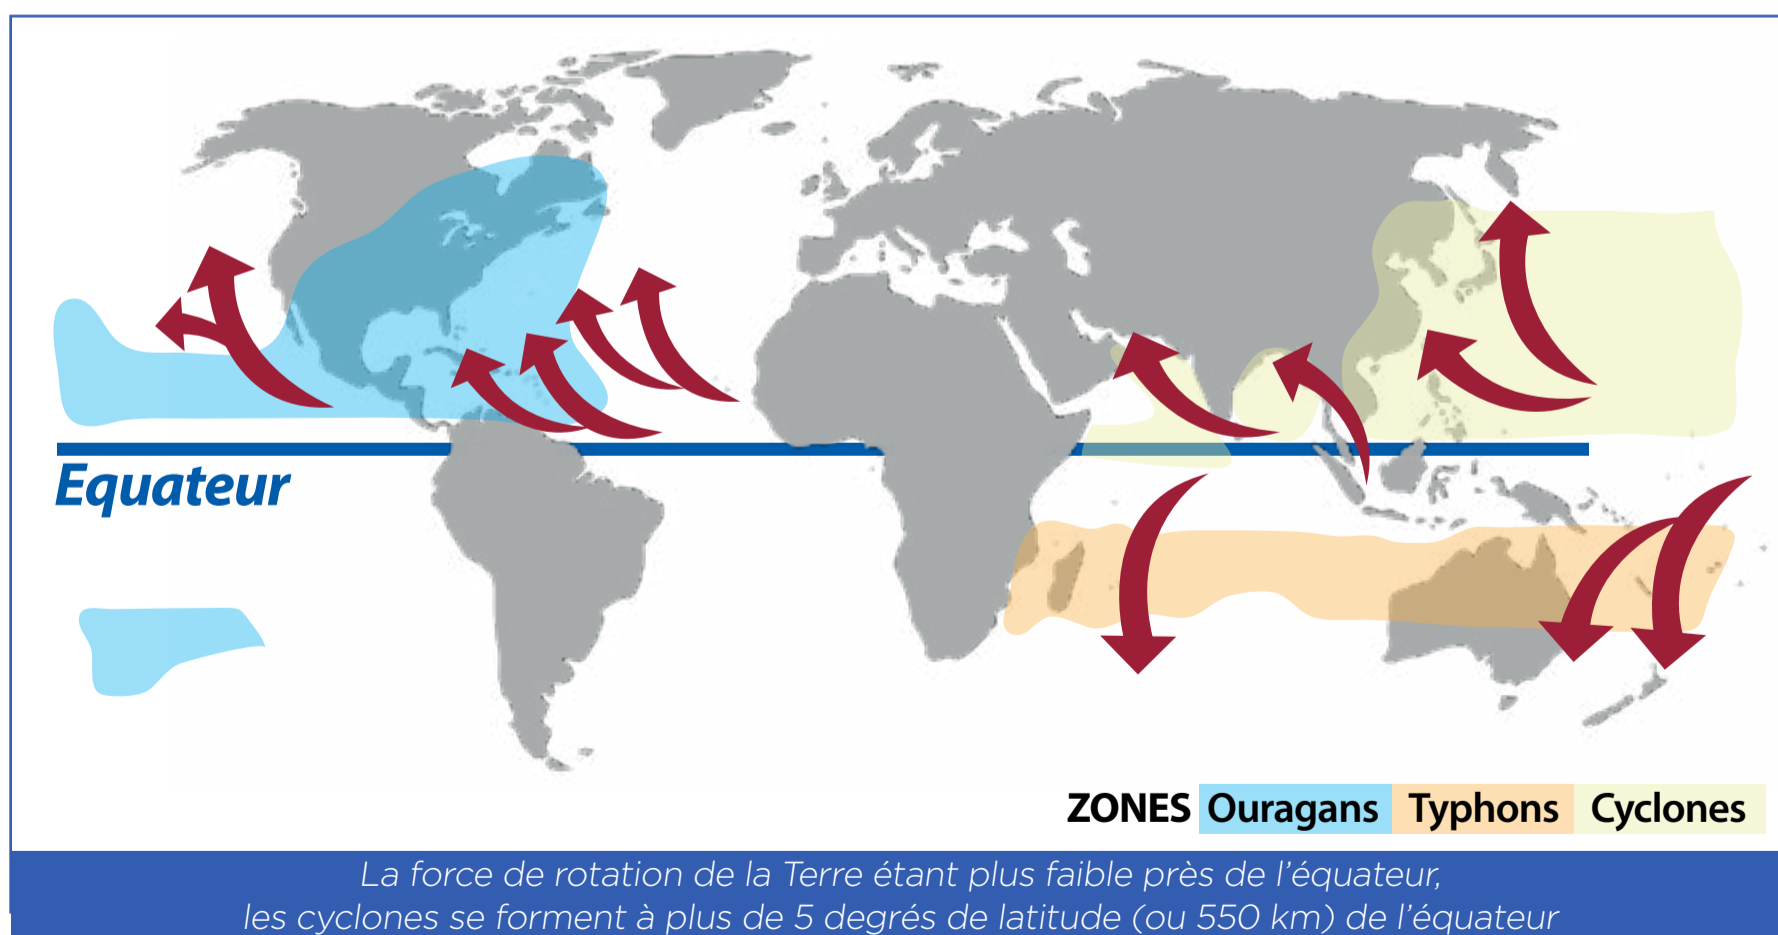 Equateur
ZONES Ouragans Typhons Cyclones
La force de rotation de la Terre étant plus faible près de l'équateur,
les cyclones se forment à plus de 5 degrés de latitude (ou 550 km) de l'équateur